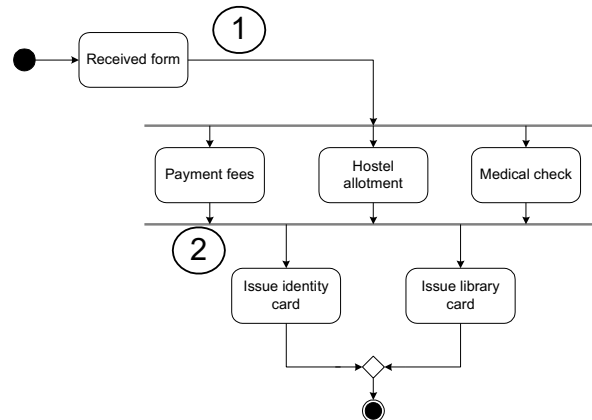 1
Received form
Payment fees
Hostel
allotment
Medical check
2
Issue identity
card
Issue library
card